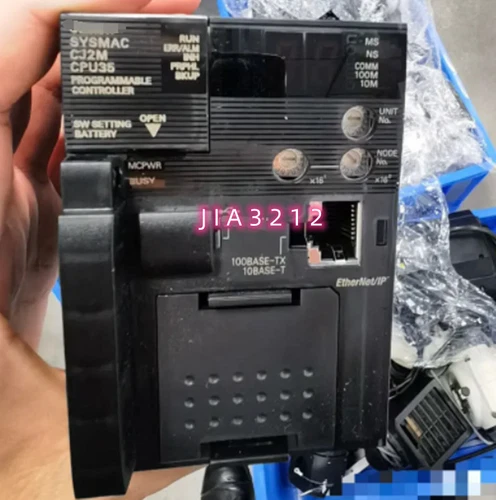 SYSMAC
CJ2M
CPU35
PROGRAMMABLE
CONTROLLER
RUN
ERR/ALM
INH
PRPHL
BKUP
SW SETTING
BATTERY
OPEN
MS
NS
COMM
100M
10M
UNIT
No.
NODE
No.
x16¹
x16⁰
MCPWR
BUSY
JIA3212
100BASE-TX
10BASE-T
EtherNet/IP